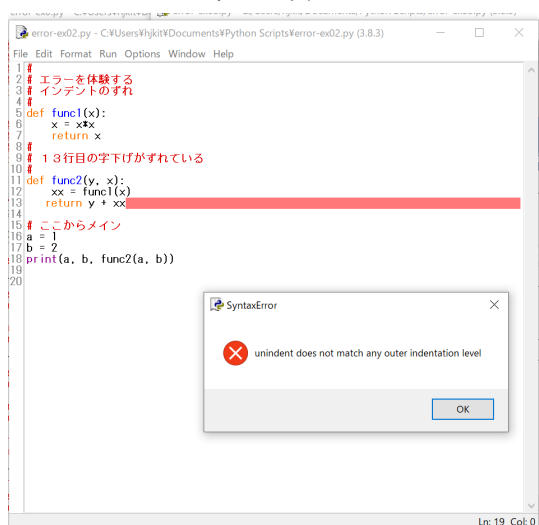 error-ex02.py - C:¥Users¥hjkit¥Documents¥Python Scripts¥error-ex02.py (3.8.3)
File Edit Format Run Options Window Help
1 #
2 # エラーを体験する
3 # インデントのずれ
4 #
5 def func1(x):
6 x = x*x
7 return x
8 #
9 # 13行目の字下げがずれている
10 #
11 def func2(y, x):
12 xx = func1(x)
13 return y + xx
14
15 # ここからメイン
16 a = 1
17 b = 2
18 print(a, b, func2(a, b))
19
20
SyntaxError
unindent does not match any outer indentation level
OK
Ln: 19 Col: 0